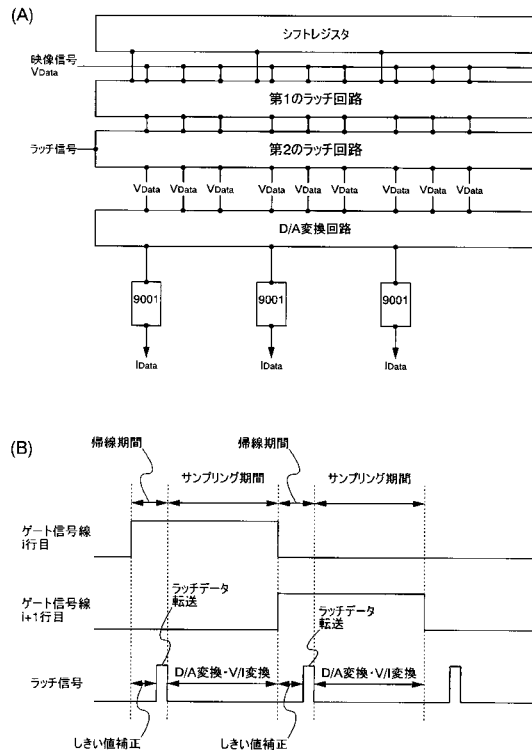 (A)
シフトレジスタ
映像信号
VData
第1のラッチ回路
ラッチ信号
第2のラッチ回路
VData VData VData VData VData VData VData VData VData
D/A変換回路
9001 9001 9001
IData IData IData
(B)
帰線期間 帰線期間
サンプリング期間 サンプリング期間
ゲート信号線
i行目
ゲート信号線
i+1行目
ラッチデータ
転送
ラッチデータ
転送
ラッチ信号
D/A変換・V/I変換 D/A変換・V/I変換
しきい値補正 しきい値補正